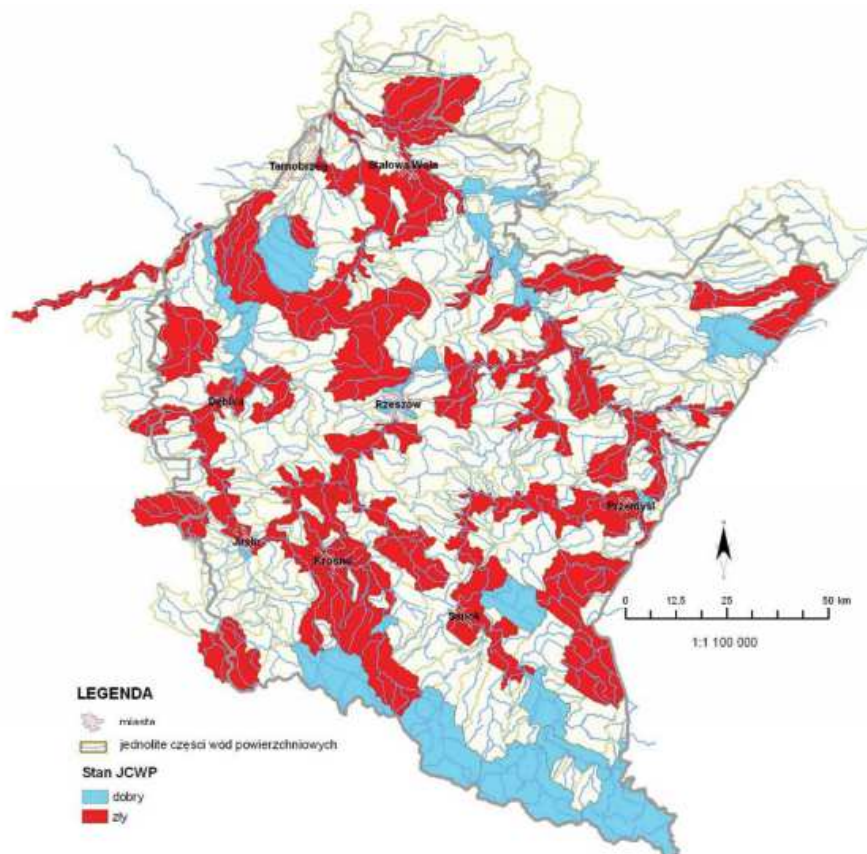 Tarnobrzeg
Stalowa Wola
Dębica
Rzeszów
Przemyśl
Jasło
Krosno
Sanok
0 12.5 25 50 km
1:1 100 000
LEGENDA
miasta
jednolite części wód powierzchniowych
Stan JCWP
dobry
zły